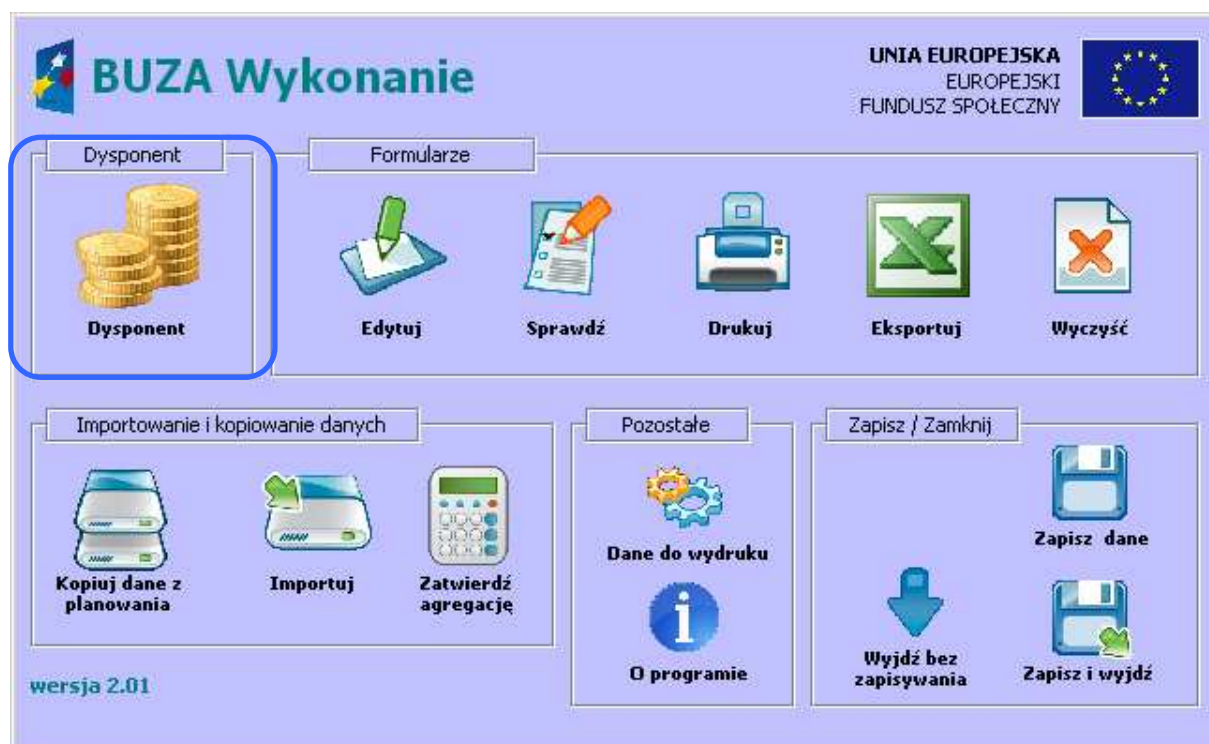 BUZA Wykonanie
UNIA EUROPEJSKA
EUROPEJSKI
FUNDUSZ SPOŁECZNY
Dysponent
Formularze
Dysponent
Edytuj
Sprawdź
Drukuj
Eksportuj
Wyczyść
Importowanie i kopiowanie danych
Kopiuj dane z
planowania
Importuj
Zatwierdź
agregację
Pozostałe
Dane do wydruku
O programie
Zapisz / Zamknij
Zapisz dane
Wyjdź bez
zapisywania
Zapisz i wyjdź
wersja 2.01